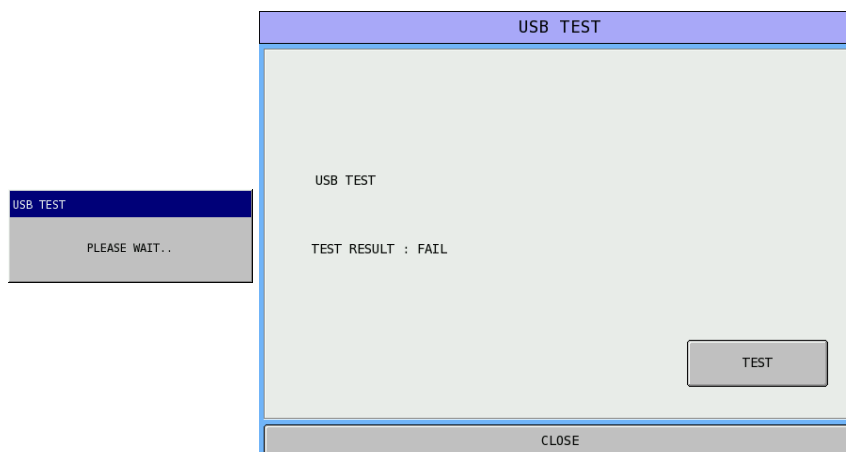 USB TEST
PLEASE WAIT..
USB TEST
USB TEST
TEST RESULT : FAIL
TEST
CLOSE